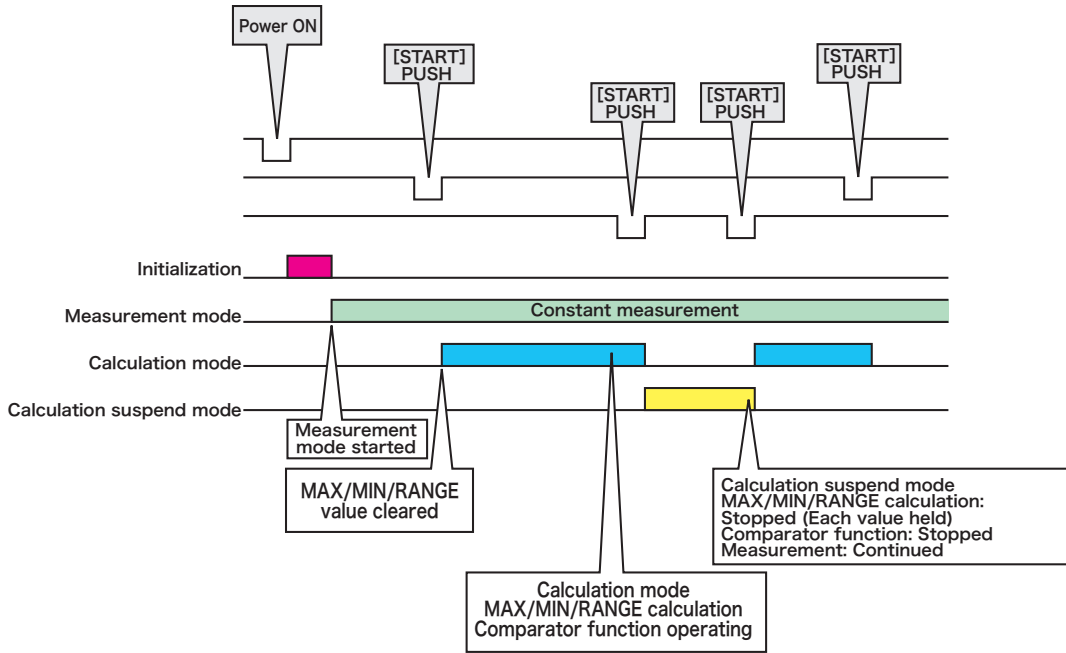 Power ON
[START]
PUSH
[START]
PUSH
[START]
PUSH
[START]
PUSH
Initialization
Measurement mode
Constant measurement
Calculation mode
Calculation suspend mode
Measurement
mode started
MAX/MIN/RANGE
value cleared
Calculation suspend mode
MAX/MIN/RANGE calculation:
Stopped (Each value held)
Comparator function: Stopped
Measurement: Continued
Calculation mode
MAX/MIN/RANGE calculation
Comparator function operating